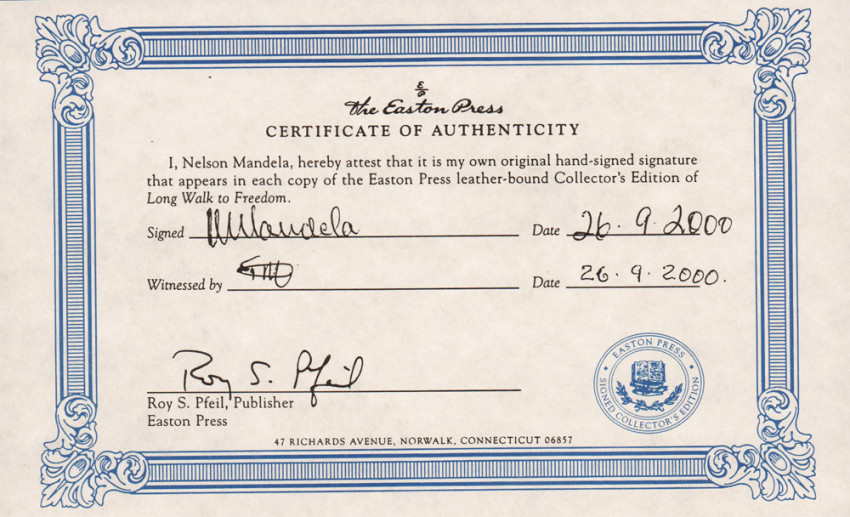 E/P
The Easton Press
CERTIFICATE OF AUTHENTICITY
I, Nelson Mandela, hereby attest that it is my own original hand-signed signature
that appears in each copy of the Easton Press leather-bound Collector's Edition of
Long Walk to Freedom.
Signed NMandela Date 26.9.2000
Witnessed by Date 26.9.2000.
Roy S. Pfeil
Roy S. Pfeil, Publisher
Easton Press
EASTON PRESS
SIGNED COLLECTOR'S EDITION
47 RICHARDS AVENUE, NORWALK, CONNECTICUT 06857